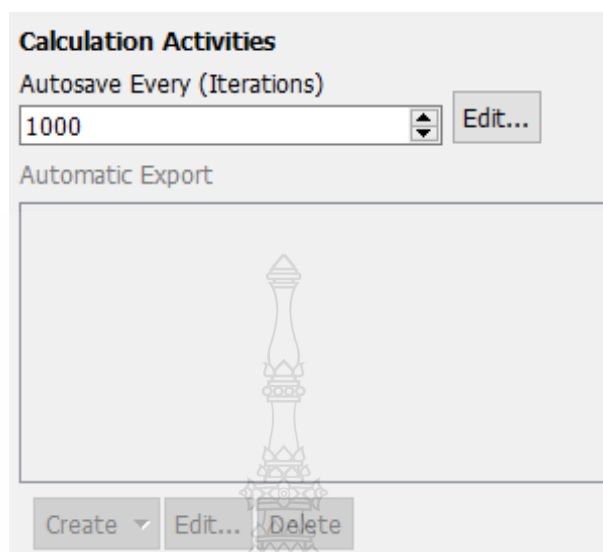 Calculation Activities
Autosave Every (Iterations)
1000 Edit...
Automatic Export
Create Edit... Delete